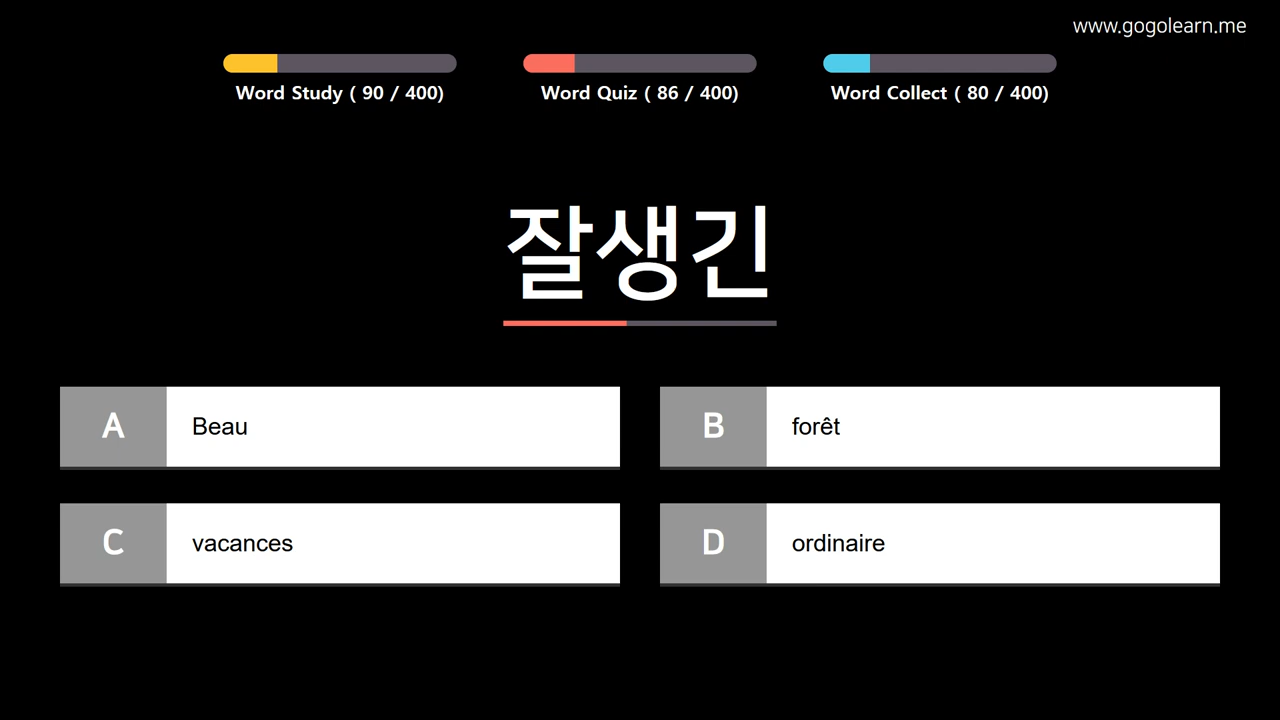 www.gogolearn.me
Word Study ( 90 / 400)
Word Quiz ( 86 / 400)
Word Collect ( 80 / 400)
잘생긴
A
Beau
B
forêt
C
vacances
D
ordinaire